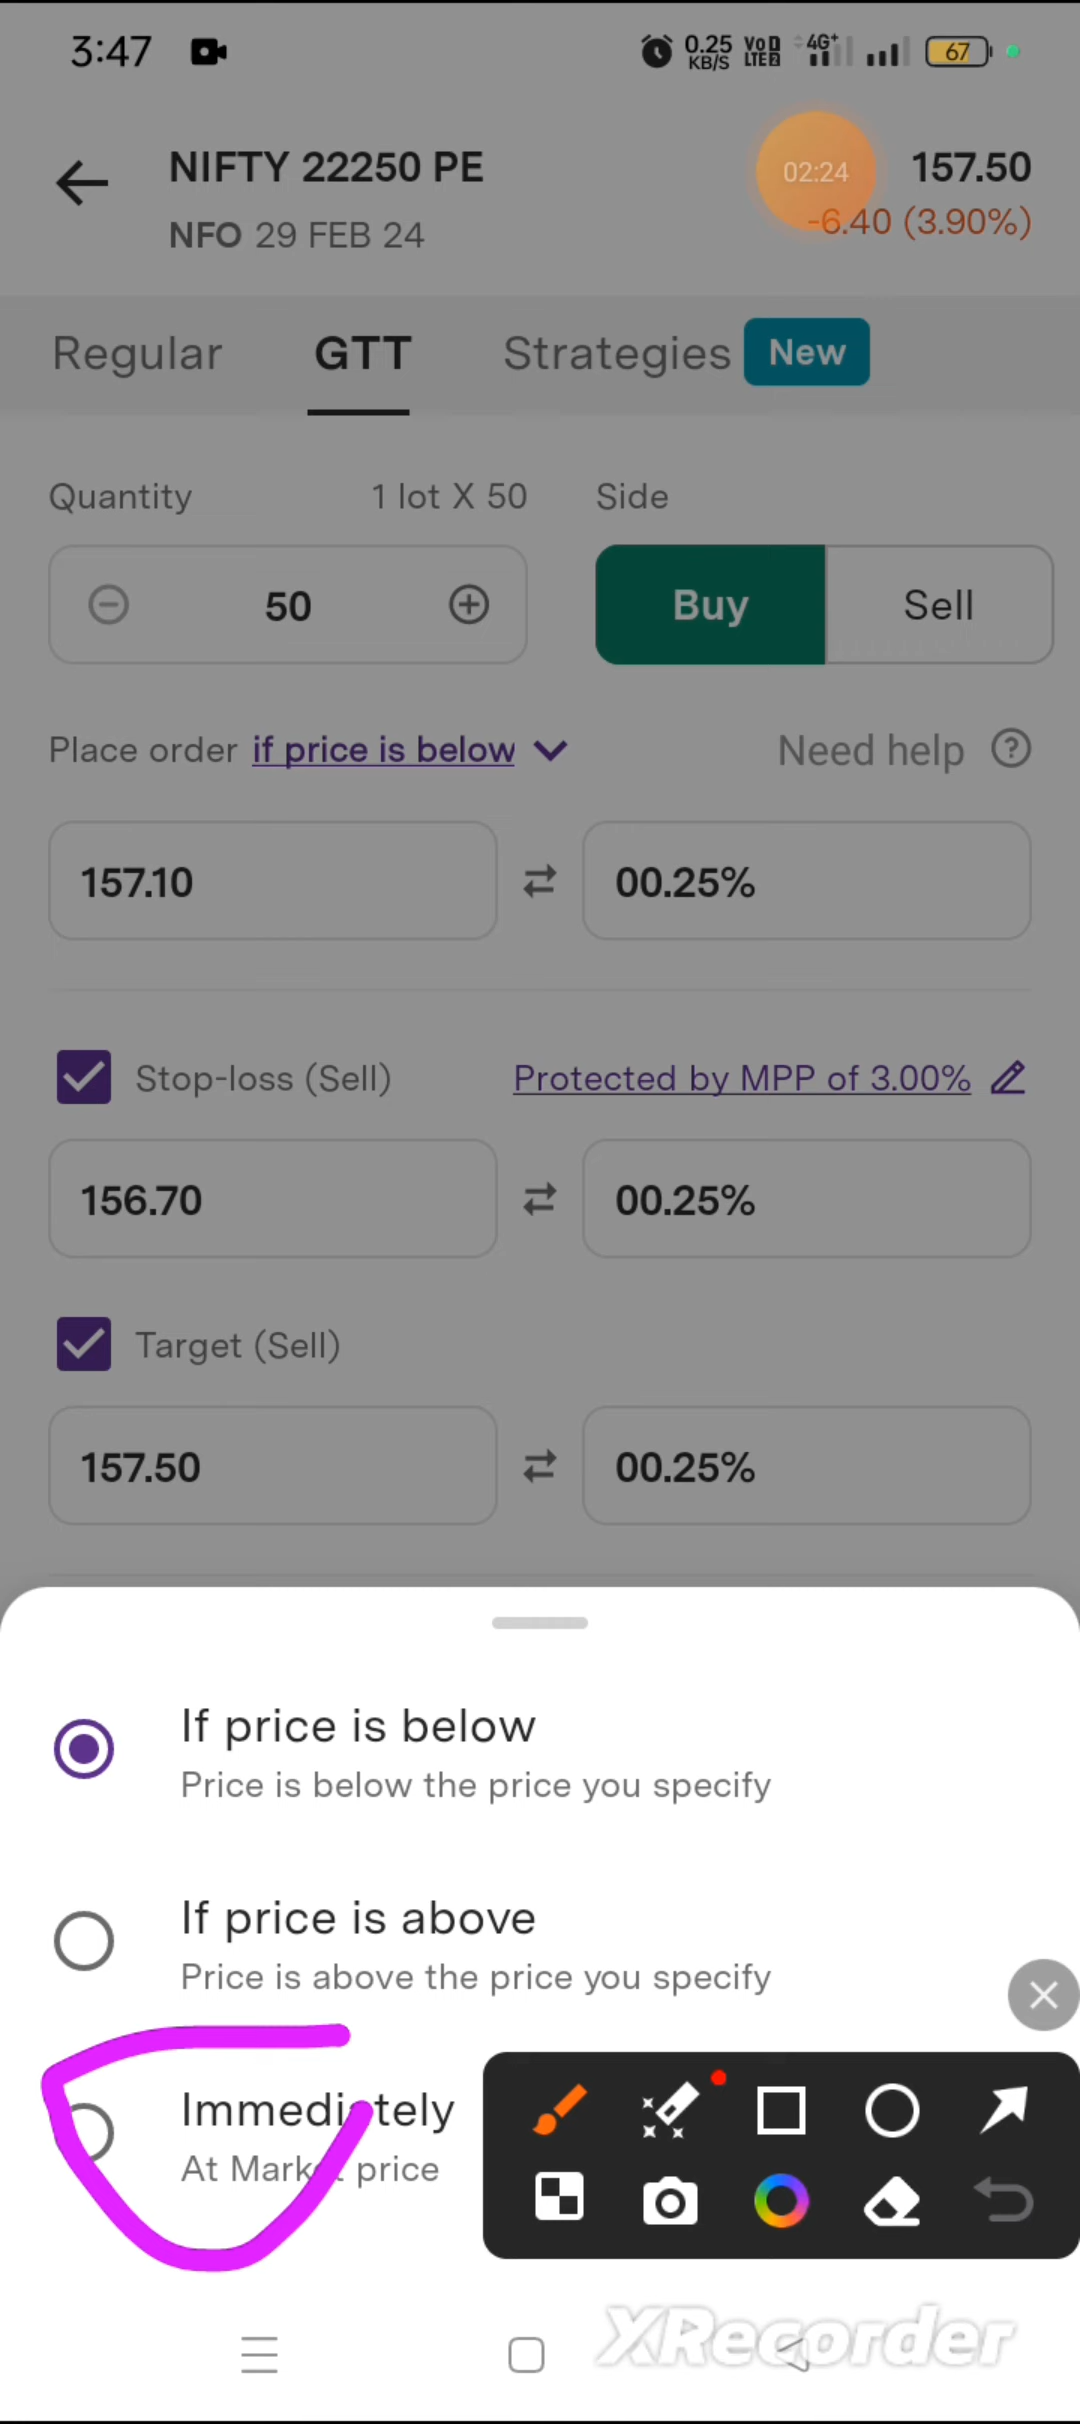 3:47
0.25 KB/S VoD LTE2 4G+ 67
NIFTY 22250 PE
02:24
157.50
NFO 29 FEB 24
-6.40 (3.90%)
Regular GTT Strategies New
Quantity 1 lot X 50 Side
50 Buy Sell
Place order if price is below Need help ?
157.10 00.25%
Stop-loss (Sell) Protected by MPP of 3.00%
156.70 00.25%
Target (Sell)
157.50 00.25%
If price is below
Price is below the price you specify
If price is above
Price is above the price you specify
Immediately
At Market price
XRecorder